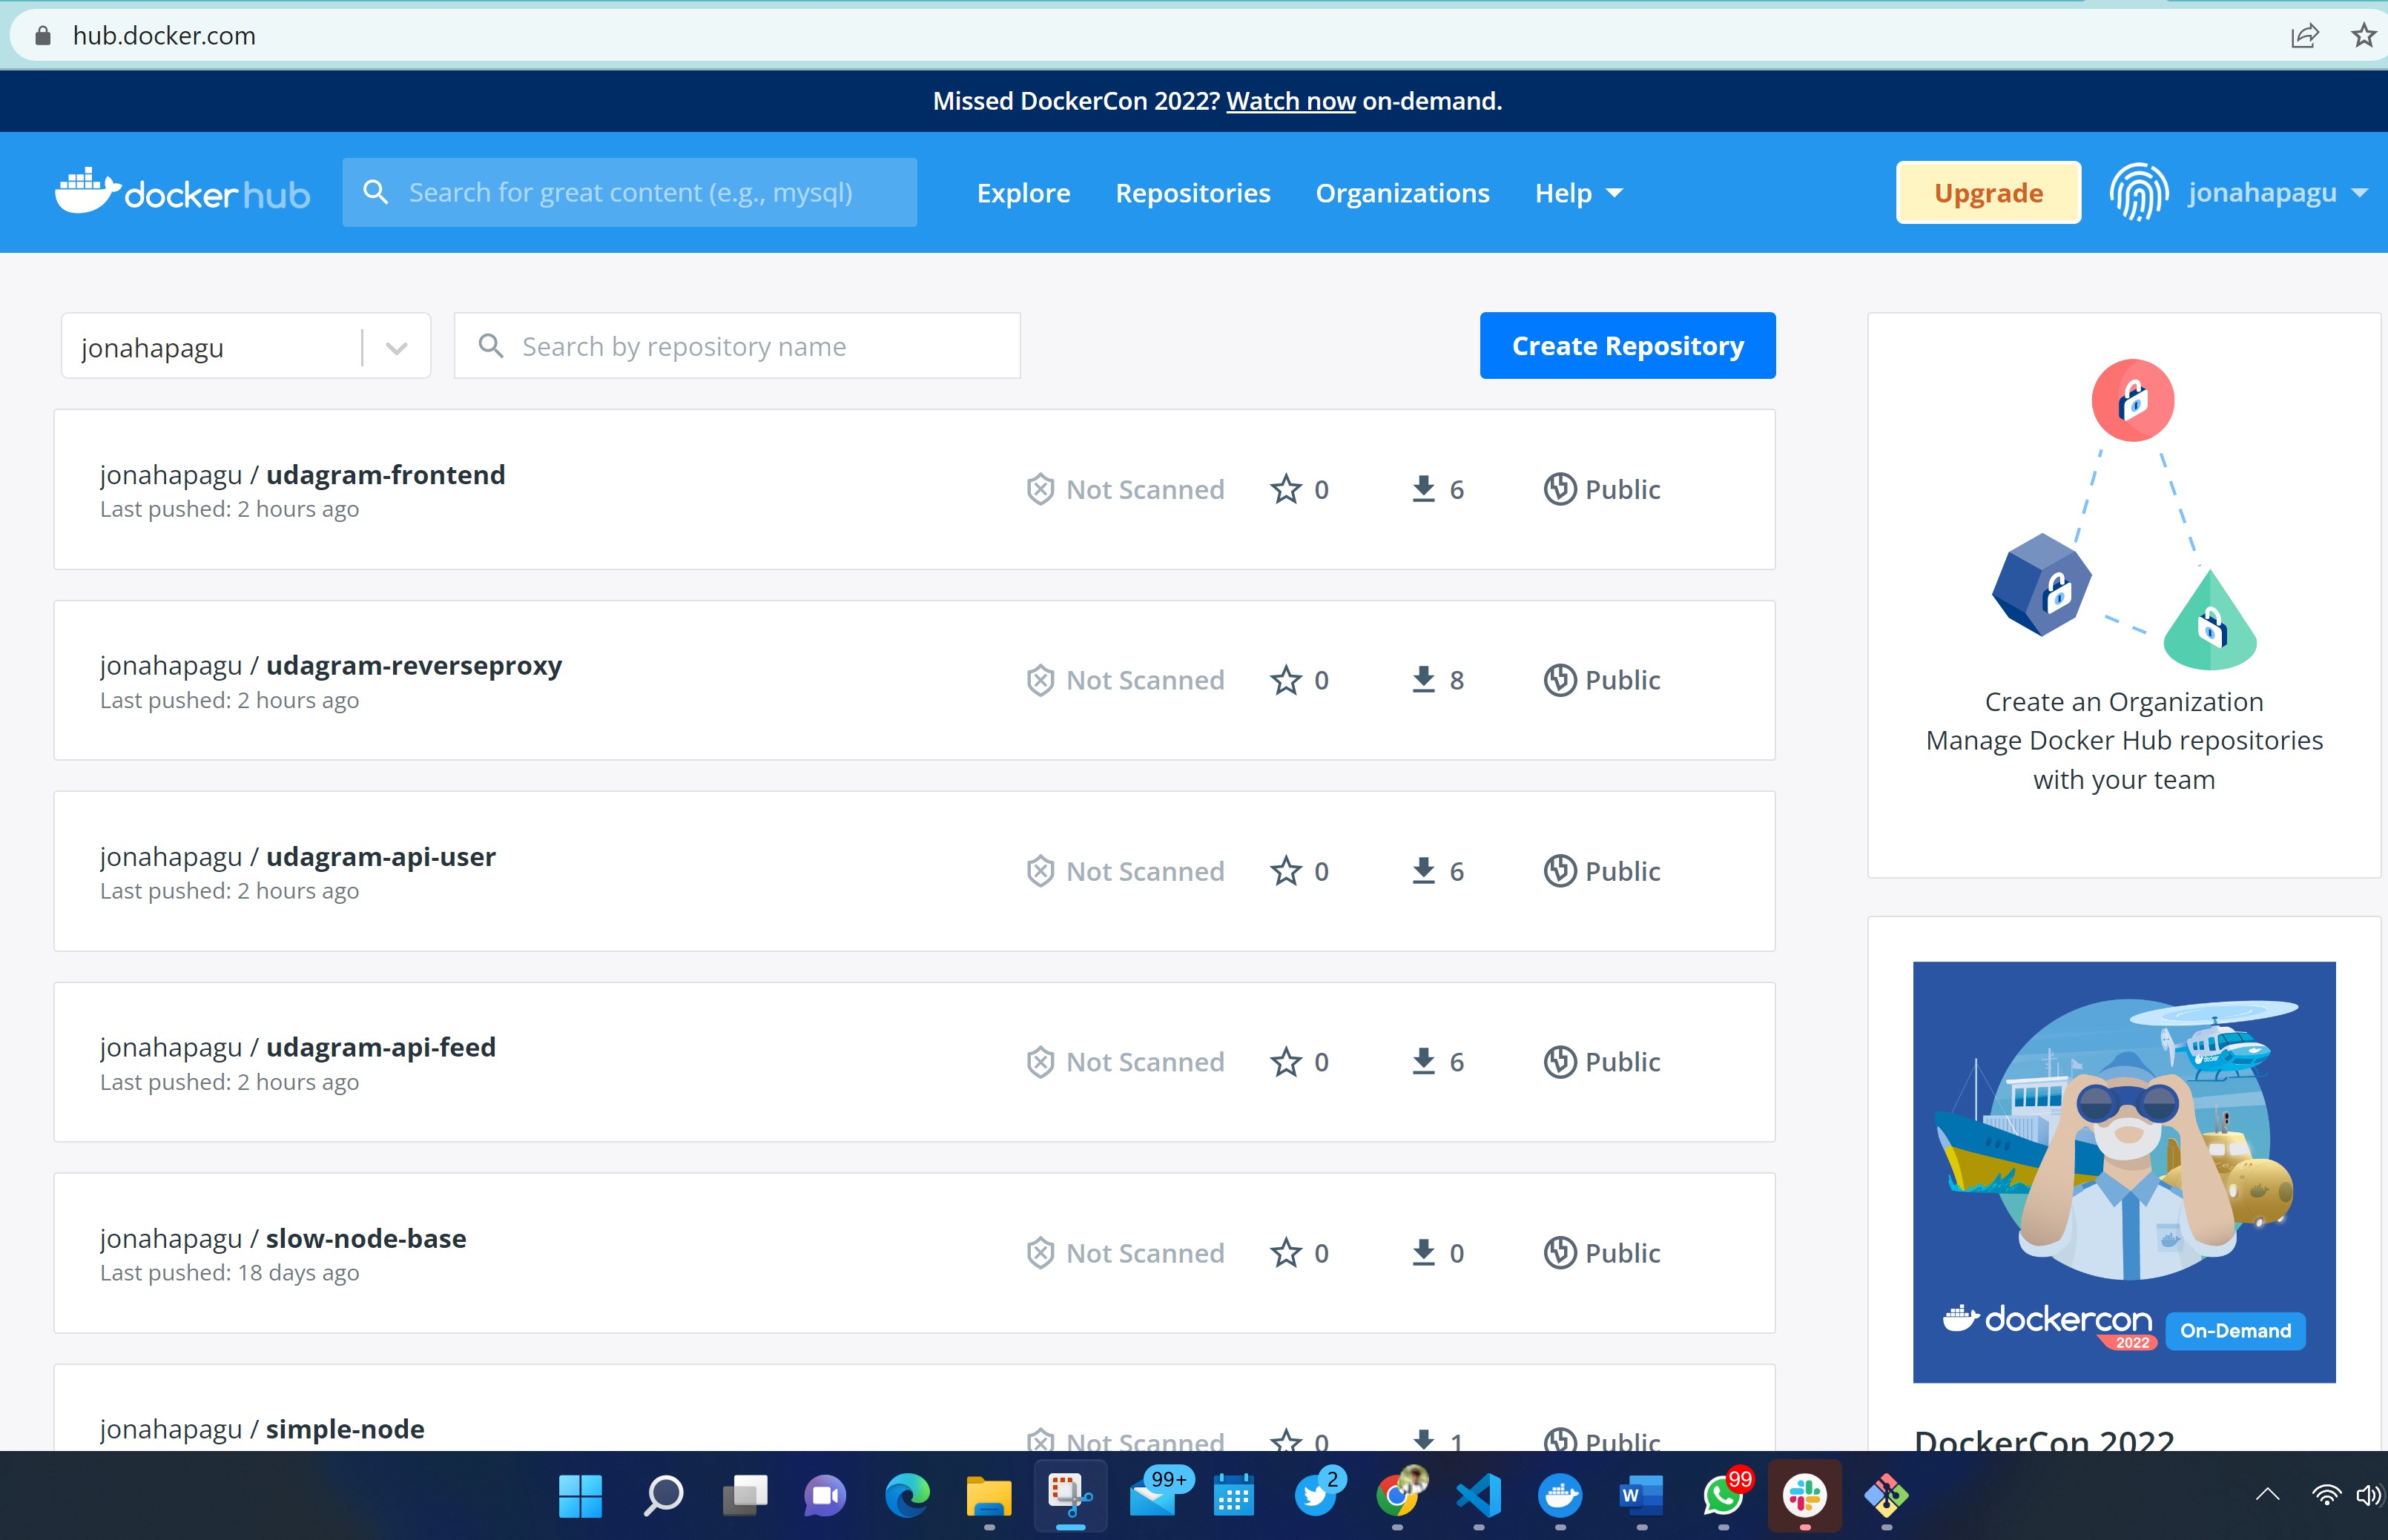 hub.docker.com
Missed DockerCon 2022? Watch now on-demand.
docker hub
Search for great content (e.g., mysql)
Explore
Repositories
Organizations
Help
Upgrade
jonahapagu
jonahapagu
Search by repository name
Create Repository
jonahapagu / udagram-frontend
Last pushed: 2 hours ago
Not Scanned
0
6
Public
jonahapagu / udagram-reverseproxy
Last pushed: 2 hours ago
Not Scanned
0
8
Public
jonahapagu / udagram-api-user
Last pushed: 2 hours ago
Not Scanned
0
6
Public
jonahapagu / udagram-api-feed
Last pushed: 2 hours ago
Not Scanned
0
6
Public
jonahapagu / slow-node-base
Last pushed: 18 days ago
Not Scanned
0
0
Public
jonahapagu / simple-node
Not Scanned
0
1
Public
Create an Organization
Manage Docker Hub repositories
with your team
dockercon
2022
On-Demand
DockerCon 2022
99+
2
W
99